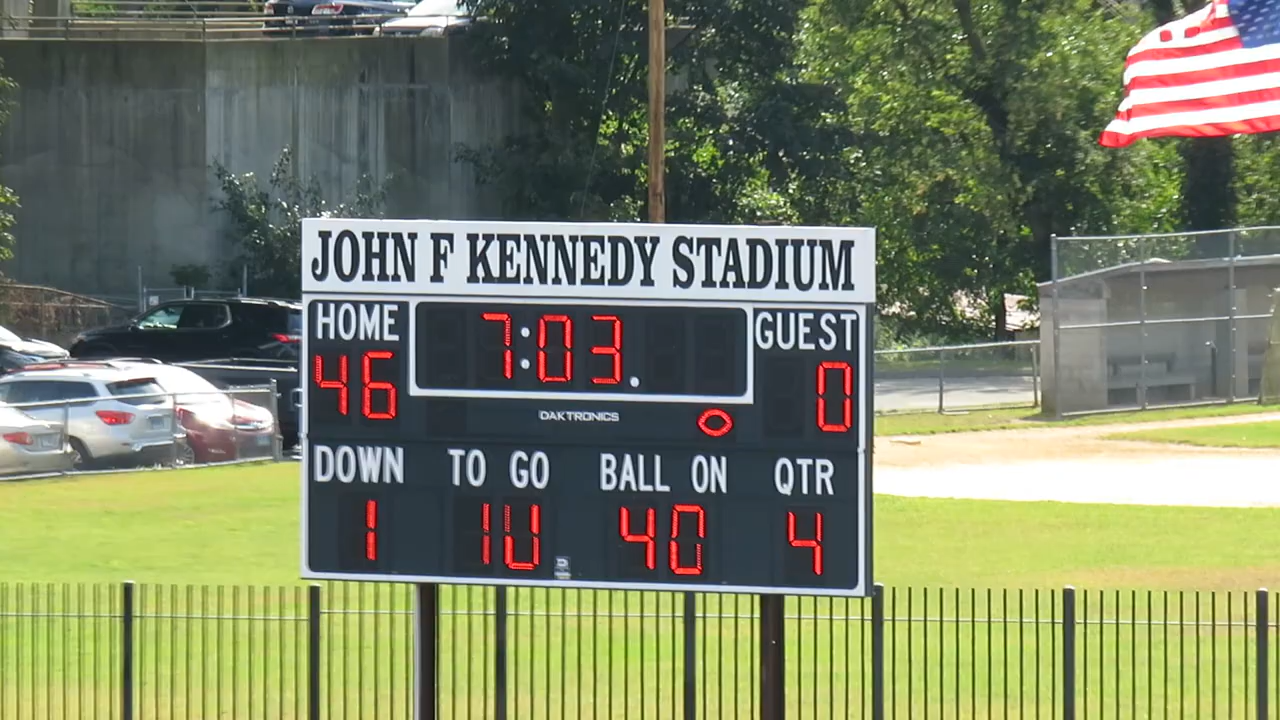 JOHN F KENNEDY STADIUM
HOME 7:03. GUEST
46 0
DAKTRONICS
DOWN TO GO BALL ON QTR
1 10 40 4